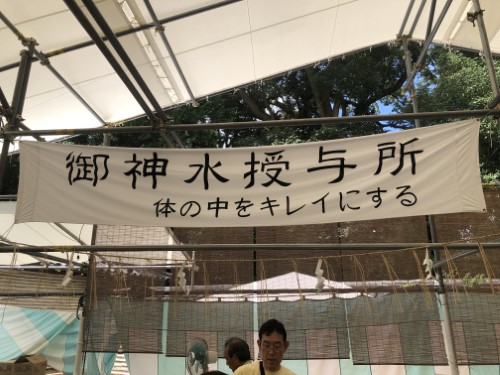 御神水授与所
体の中をキレイにする